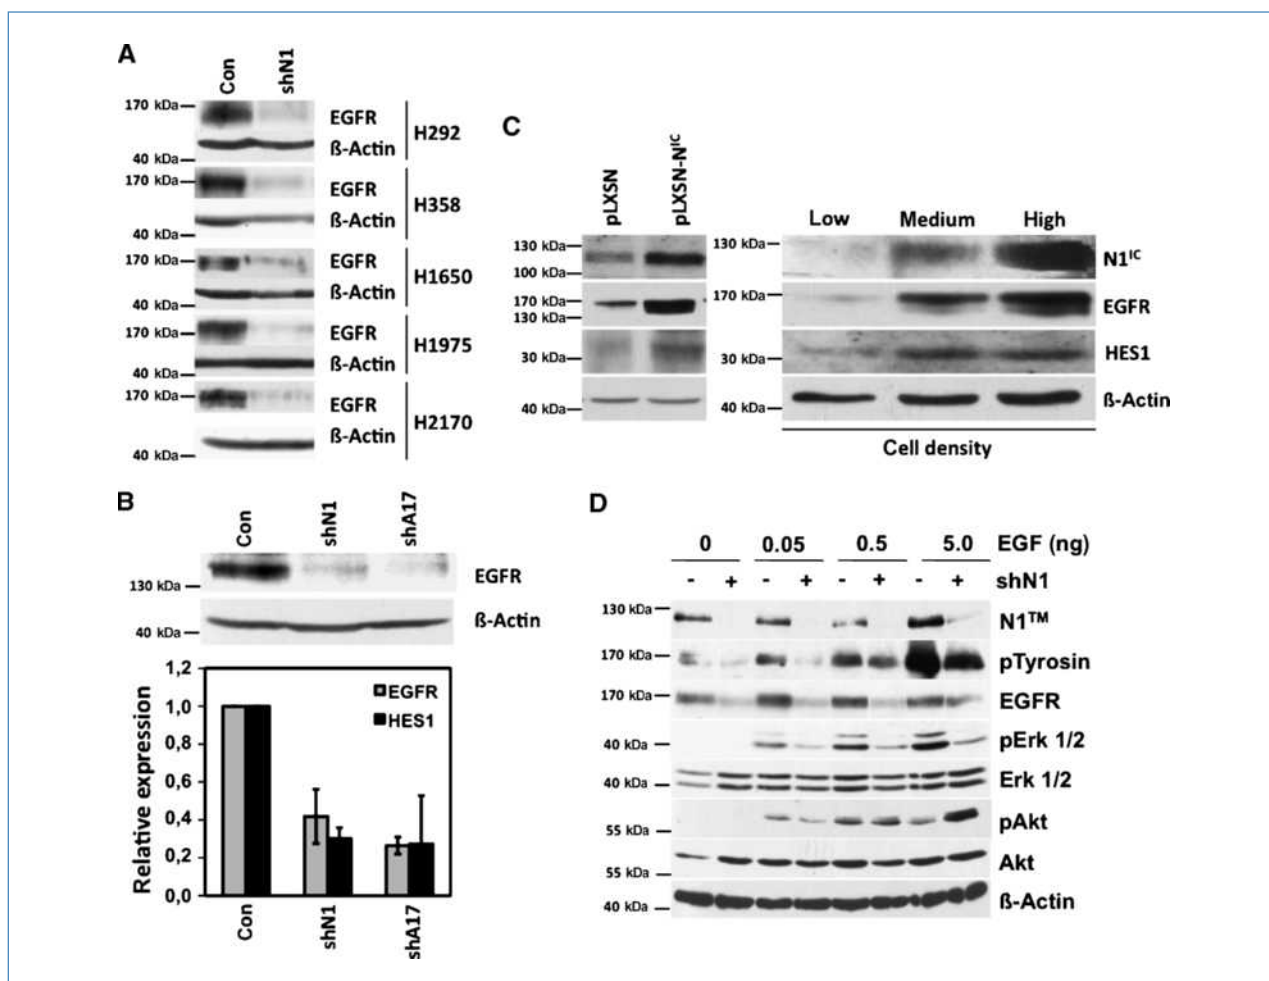 A
Con
shN1
170 kDa
EGFR
ß-Actin
40 kDa
H292
170 kDa
EGFR
ß-Actin
40 kDa
H358
170 kDa
EGFR
ß-Actin
40 kDa
H1650
170 kDa
EGFR
ß-Actin
40 kDa
H1975
170 kDa
EGFR
ß-Actin
40 kDa
H2170
B
Con
shN1
shA17
130 kDa
EGFR
40 kDa
ß-Actin
Relative expression
1,2
1,0
0,8
0,6
0,4
0,2
0,0
EGFR
HES1
Con
shN1
shA17
C
pLXSN
pLXSN-Nᴵᶜ
130 kDa
100 kDa
170 kDa
130 kDa
30 kDa
40 kDa
Low Medium High
130 kDa
N1ᴵᶜ
170 kDa
EGFR
30 kDa
HES1
40 kDa
ß-Actin
Cell density
D
0 0.05 0.5 5.0 EGF (ng)
- + - + - + - + shN1
130 kDa
N1ᵀᴹ
170 kDa
pTyrosin
170 kDa
EGFR
40 kDa
pErk 1/2
40 kDa
Erk 1/2
55 kDa
pAkt
55 kDa
Akt
40 kDa
ß-Actin